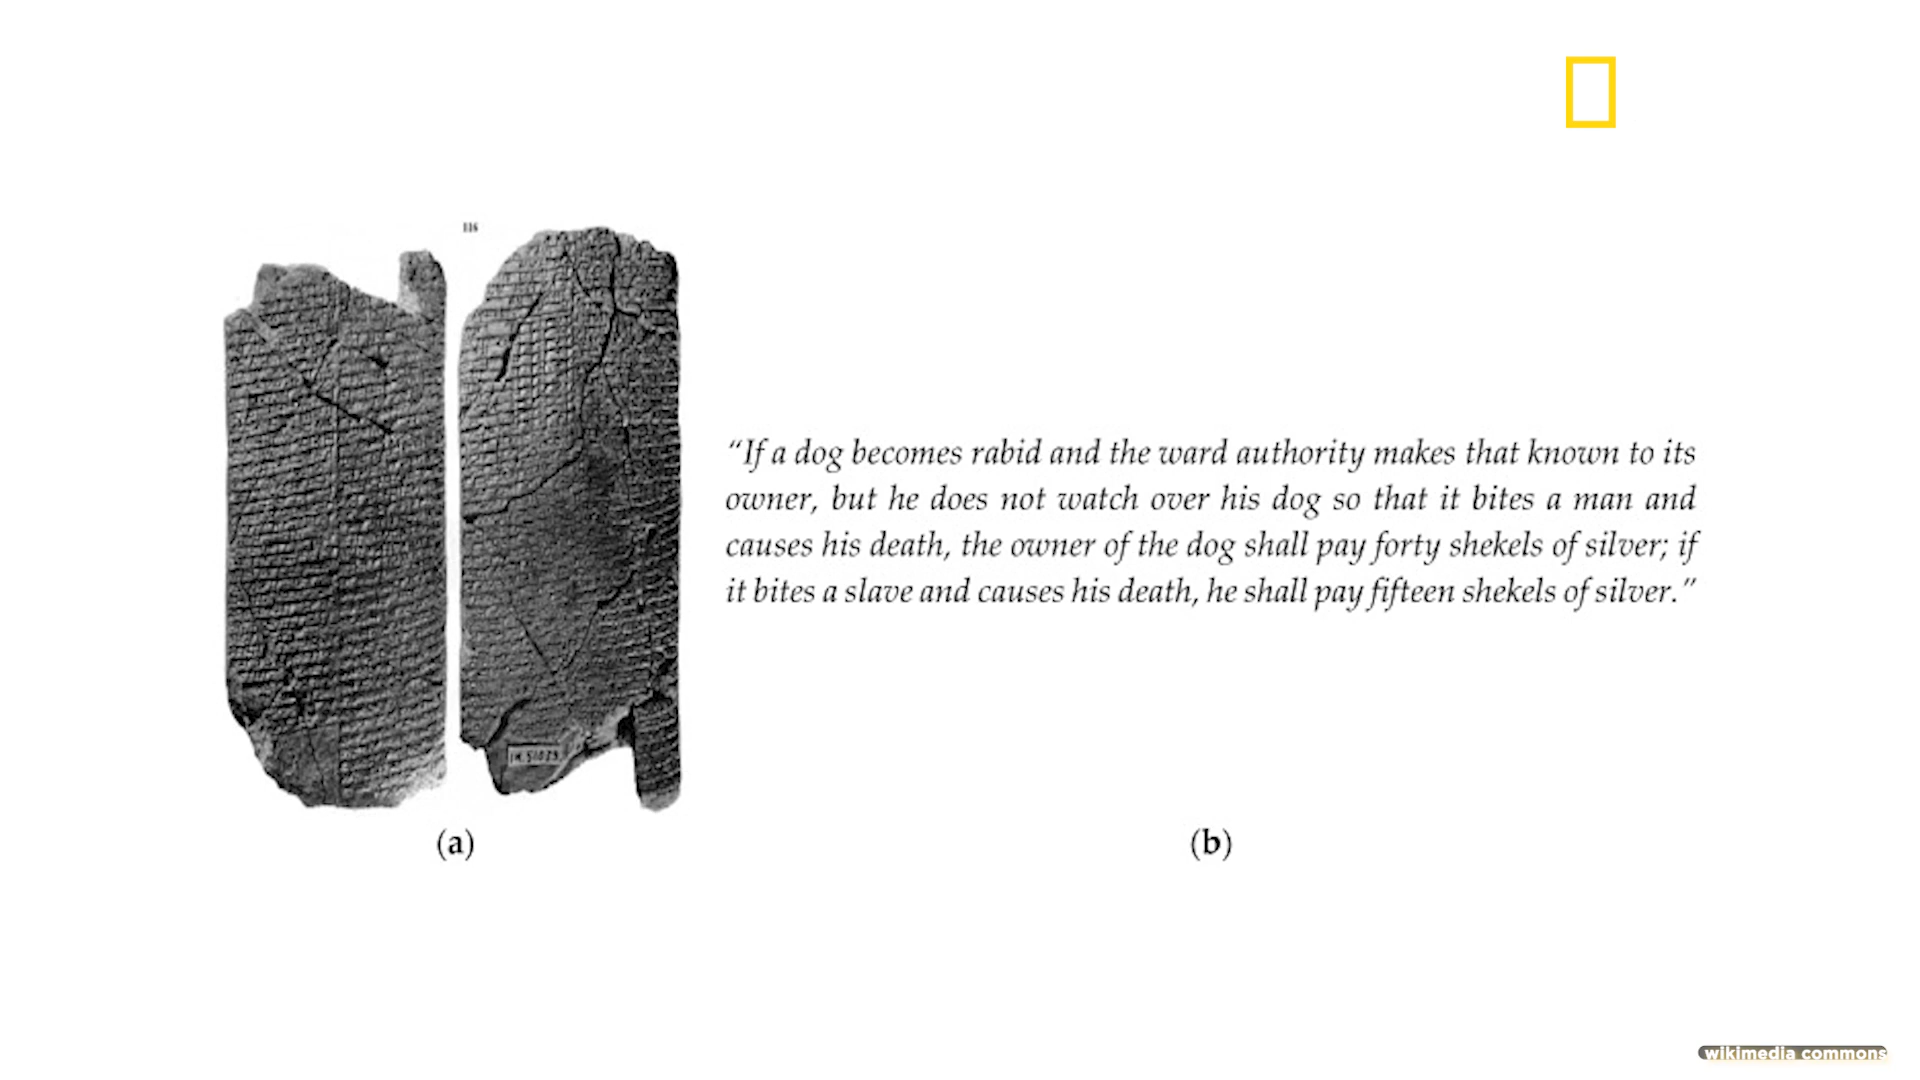 116
“If a dog becomes rabid and the ward authority makes that known to its
owner, but he does not watch over his dog so that it bites a man and
causes his death, the owner of the dog shall pay forty shekels of silver; if
it bites a slave and causes his death, he shall pay fifteen shekels of silver.”
(a)
(b)
wikimedia commons